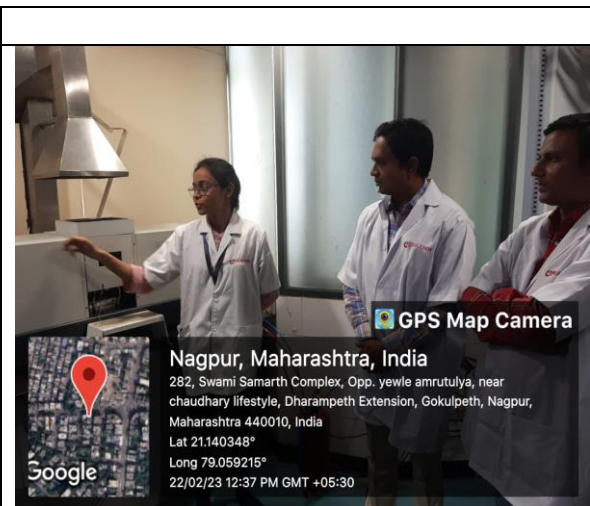 GPS Map Camera
Nagpur, Maharashtra, India
282, Swami Samarth Complex, Opp. yewle amrutulya, near
chaudhary lifestyle, Dharampeth Extension, Gokulpeth, Nagpur,
Maharashtra 440010, India
Lat 21.140348°
Long 79.059215°
22/02/23 12:37 PM GMT +05:30
Google